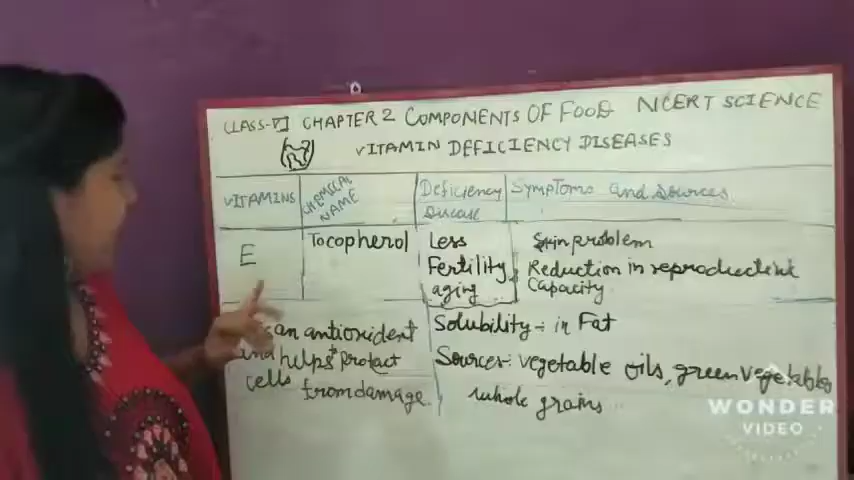 CLASS-VI CHAPTER 2 COMPONENTS OF FOOD NCERT SCIENCE
VITAMIN DEFICIENCY DISEASES
VITAMINS
CHEMICAL NAME
Deficiency Disease
Symptoms and Sources
E
Tocopherol
Less
Fertility,
aging
Skin problem
Reduction in reproductive
Capacity
is an antioxident
and helps to protect
cells from damage
Solubility :- in Fat
Sources:- vegetable oils, green vegetables
whole grains
WONDER
VIDEO